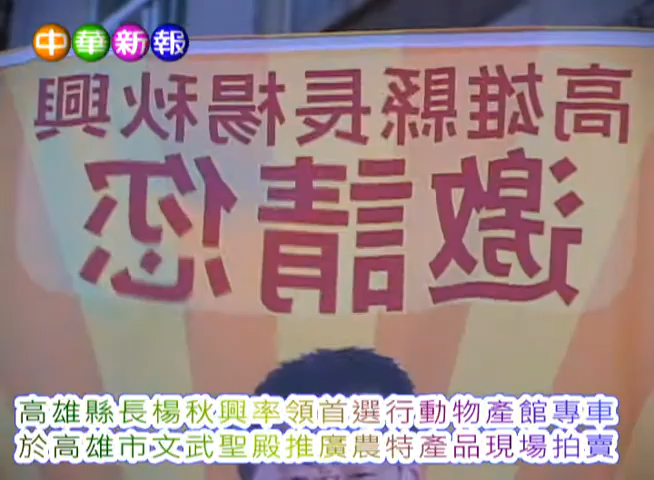 中華新報
高雄縣長楊秋興
邀請您
高雄縣長楊秋興率領首選行動物產館專車
於高雄市文武聖殿推廣農特產品現場拍賣